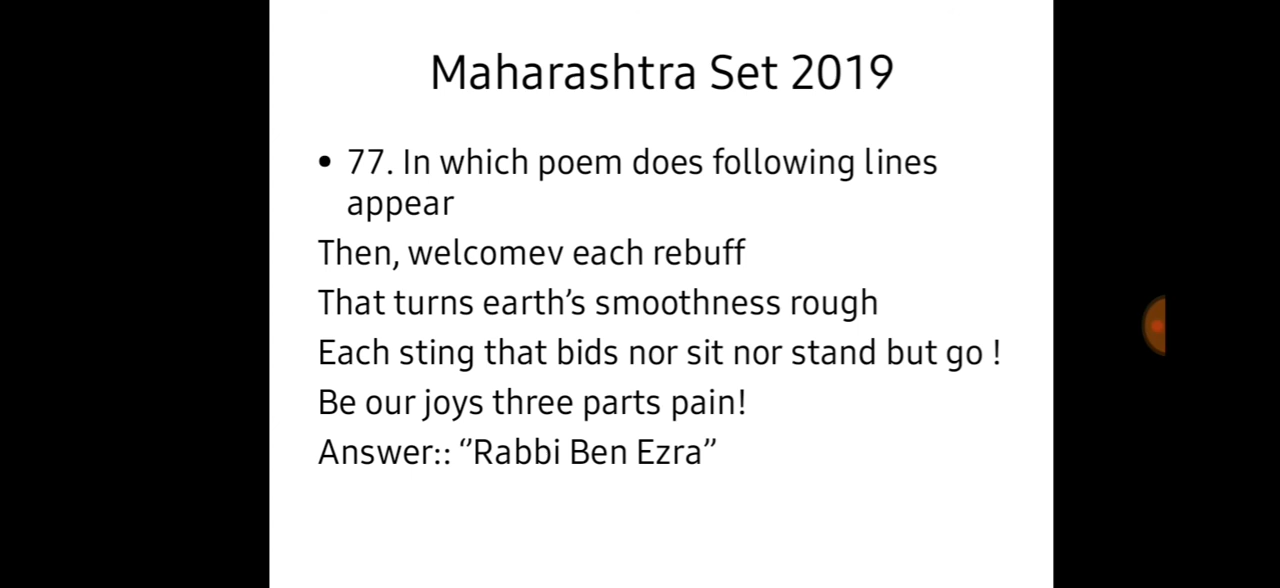 Maharashtra Set 2019
• 77. In which poem does following lines
appear
Then, welcomev each rebuff
That turns earth’s smoothness rough
Each sting that bids nor sit nor stand but go !
Be our joys three parts pain!
Answer:: “Rabbi Ben Ezra”